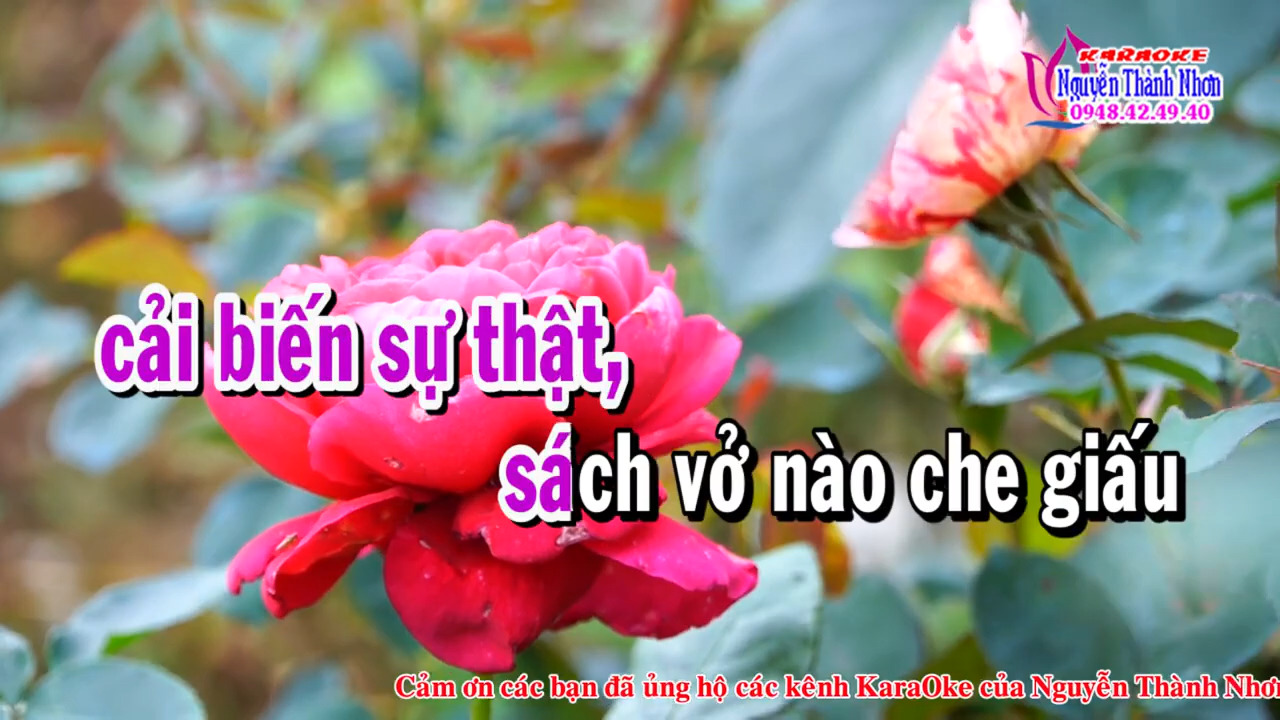 KARAOKE
Nguyễn Thành Nhơn
0948.42.49.40
cải biến sự thật,
sách vở nào che giấu
Cảm ơn các bạn đã ủng hộ các kênh KaraOke của Nguyễn Thành Nhơ